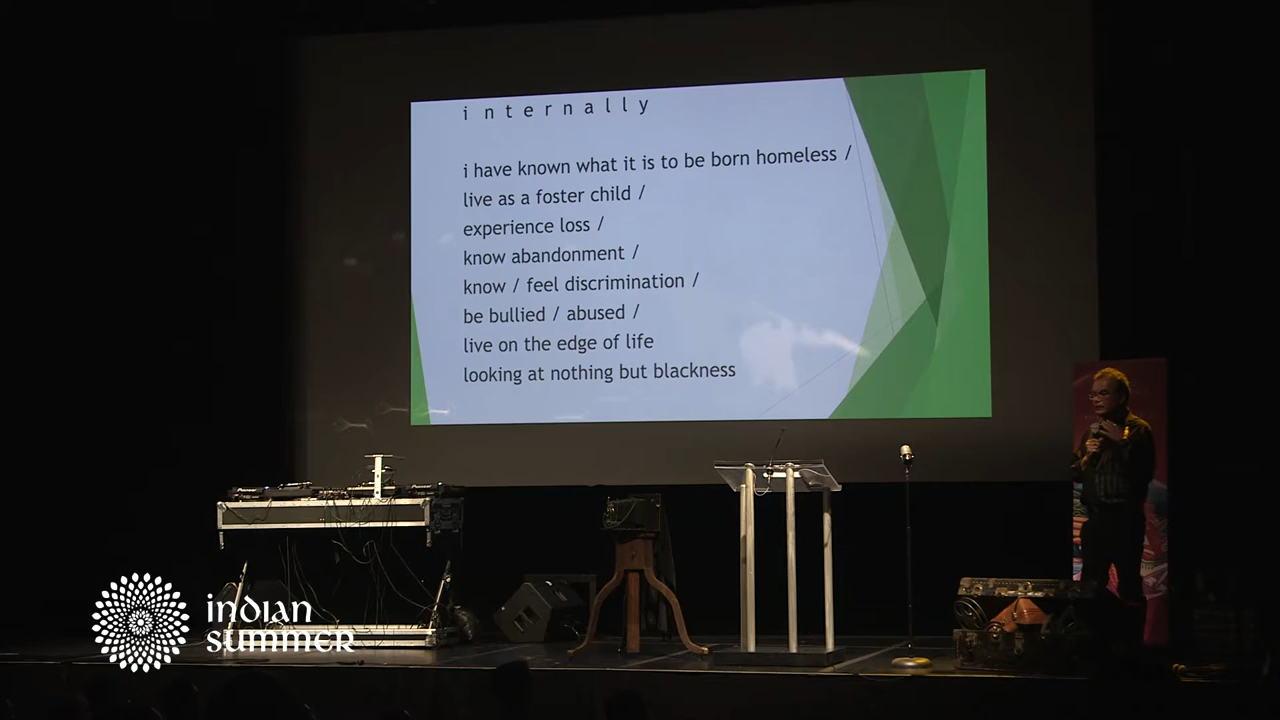 i n t e r n a l l y
i have known what it is to be born homeless /
live as a foster child /
experience loss /
know abandonment /
know / feel discrimination /
be bullied / abused /
live on the edge of life
looking at nothing but blackness
indian
summer